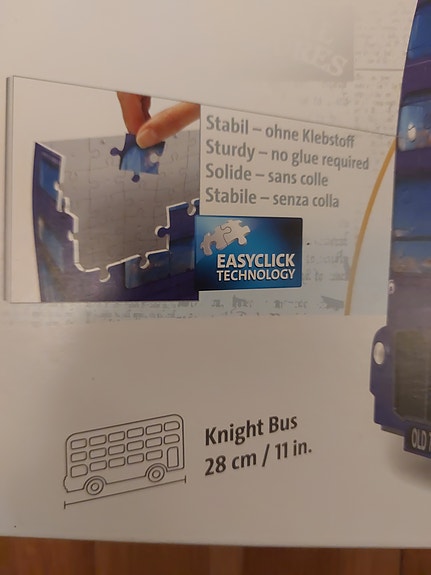 Stabil – ohne Klebstoff
Sturdy – no glue required
Solide – sans colle
Stabile – senza colla
EASYCLICK
TECHNOLOGY
Knight Bus
28 cm / 11 in.
OLD